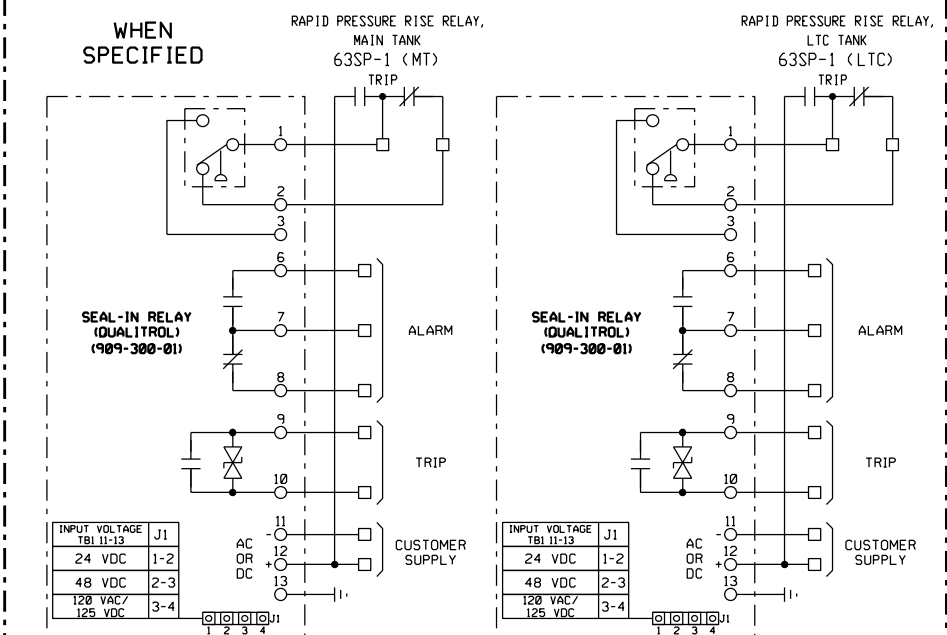 WHEN
SPECIFIED
RAPID PRESSURE RISE RELAY,
MAIN TANK
63SP-1 (MT)
TRIP
1
2
3
6
SEAL-IN RELAY
(QUALITROL)
(909-300-01)
7
ALARM
8
9
TRIP
10
INPUT VOLTAGE
TB1 11-13
J1
24 VDC
1-2
48 VDC
2-3
120 VAC/
125 VDC
3-4
AC
OR
DC
11
-
12
+
13
CUSTOMER
SUPPLY
J1
1 2 3 4
RAPID PRESSURE RISE RELAY,
LTC TANK
63SP-1 (LTC)
TRIP
1
2
3
6
SEAL-IN RELAY
(QUALITROL)
(909-300-01)
7
ALARM
8
9
TRIP
10
INPUT VOLTAGE
TB1 11-13
J1
24 VDC
1-2
48 VDC
2-3
120 VAC/
125 VDC
3-4
AC
OR
DC
11
-
12
+
13
CUSTOMER
SUPPLY
J1
1 2 3 4